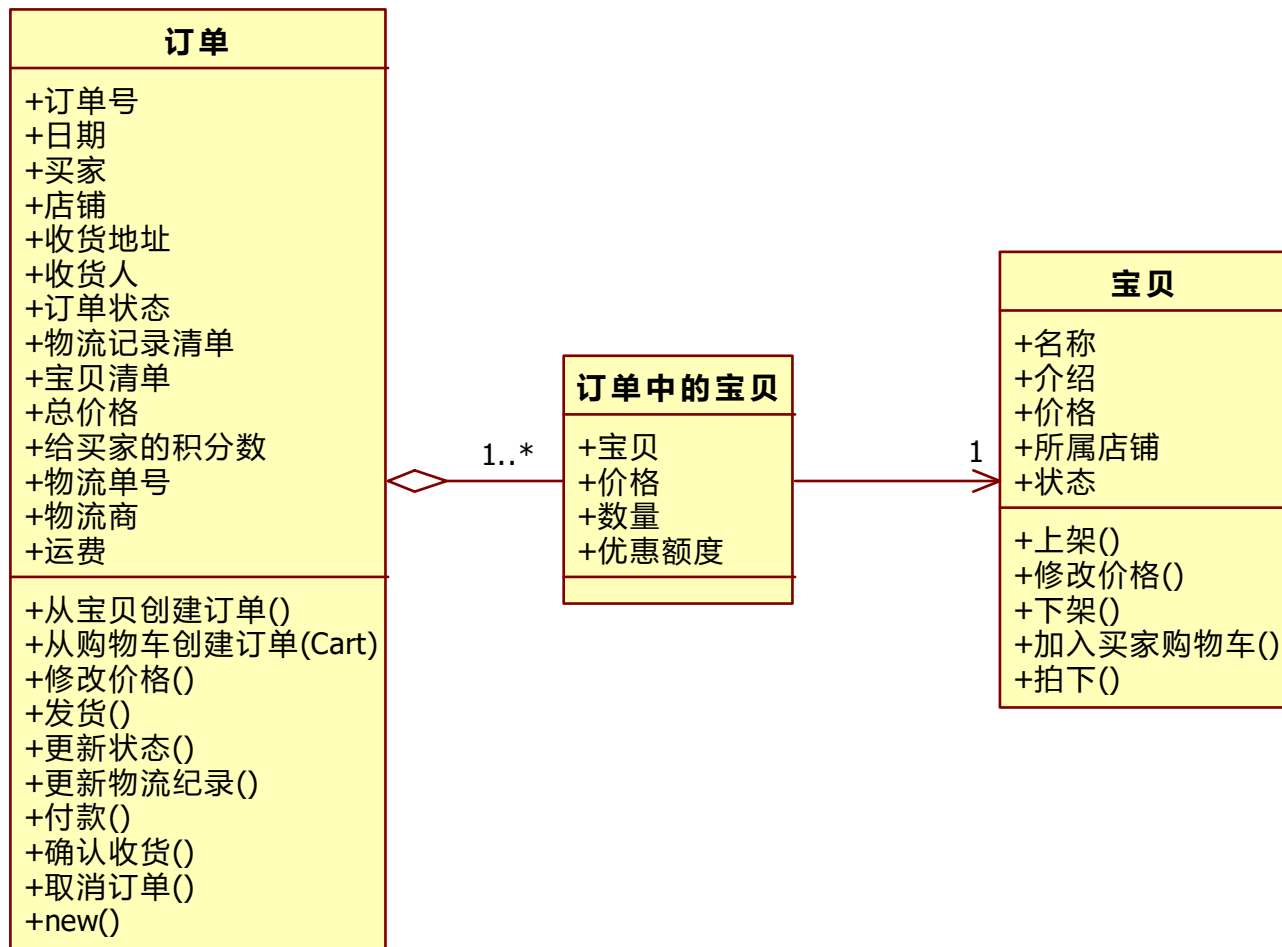 订单
+订单号
+日期
+买家
+店铺
+收货地址
+收货人
+订单状态
+物流记录清单
+宝贝清单
+总价格
+给买家的积分数
+物流单号
+物流商
+运费
+从宝贝创建订单()
+从购物车创建订单(Cart)
+修改价格()
+发货()
+更新状态()
+更新物流纪录()
+付款()
+确认收货()
+取消订单()
+new()
1..*
订单中的宝贝
+宝贝
+价格
+数量
+优惠额度
1
宝贝
+名称
+介绍
+价格
+所属店铺
+状态
+上架()
+修改价格()
+下架()
+加入买家购物车()
+拍下()